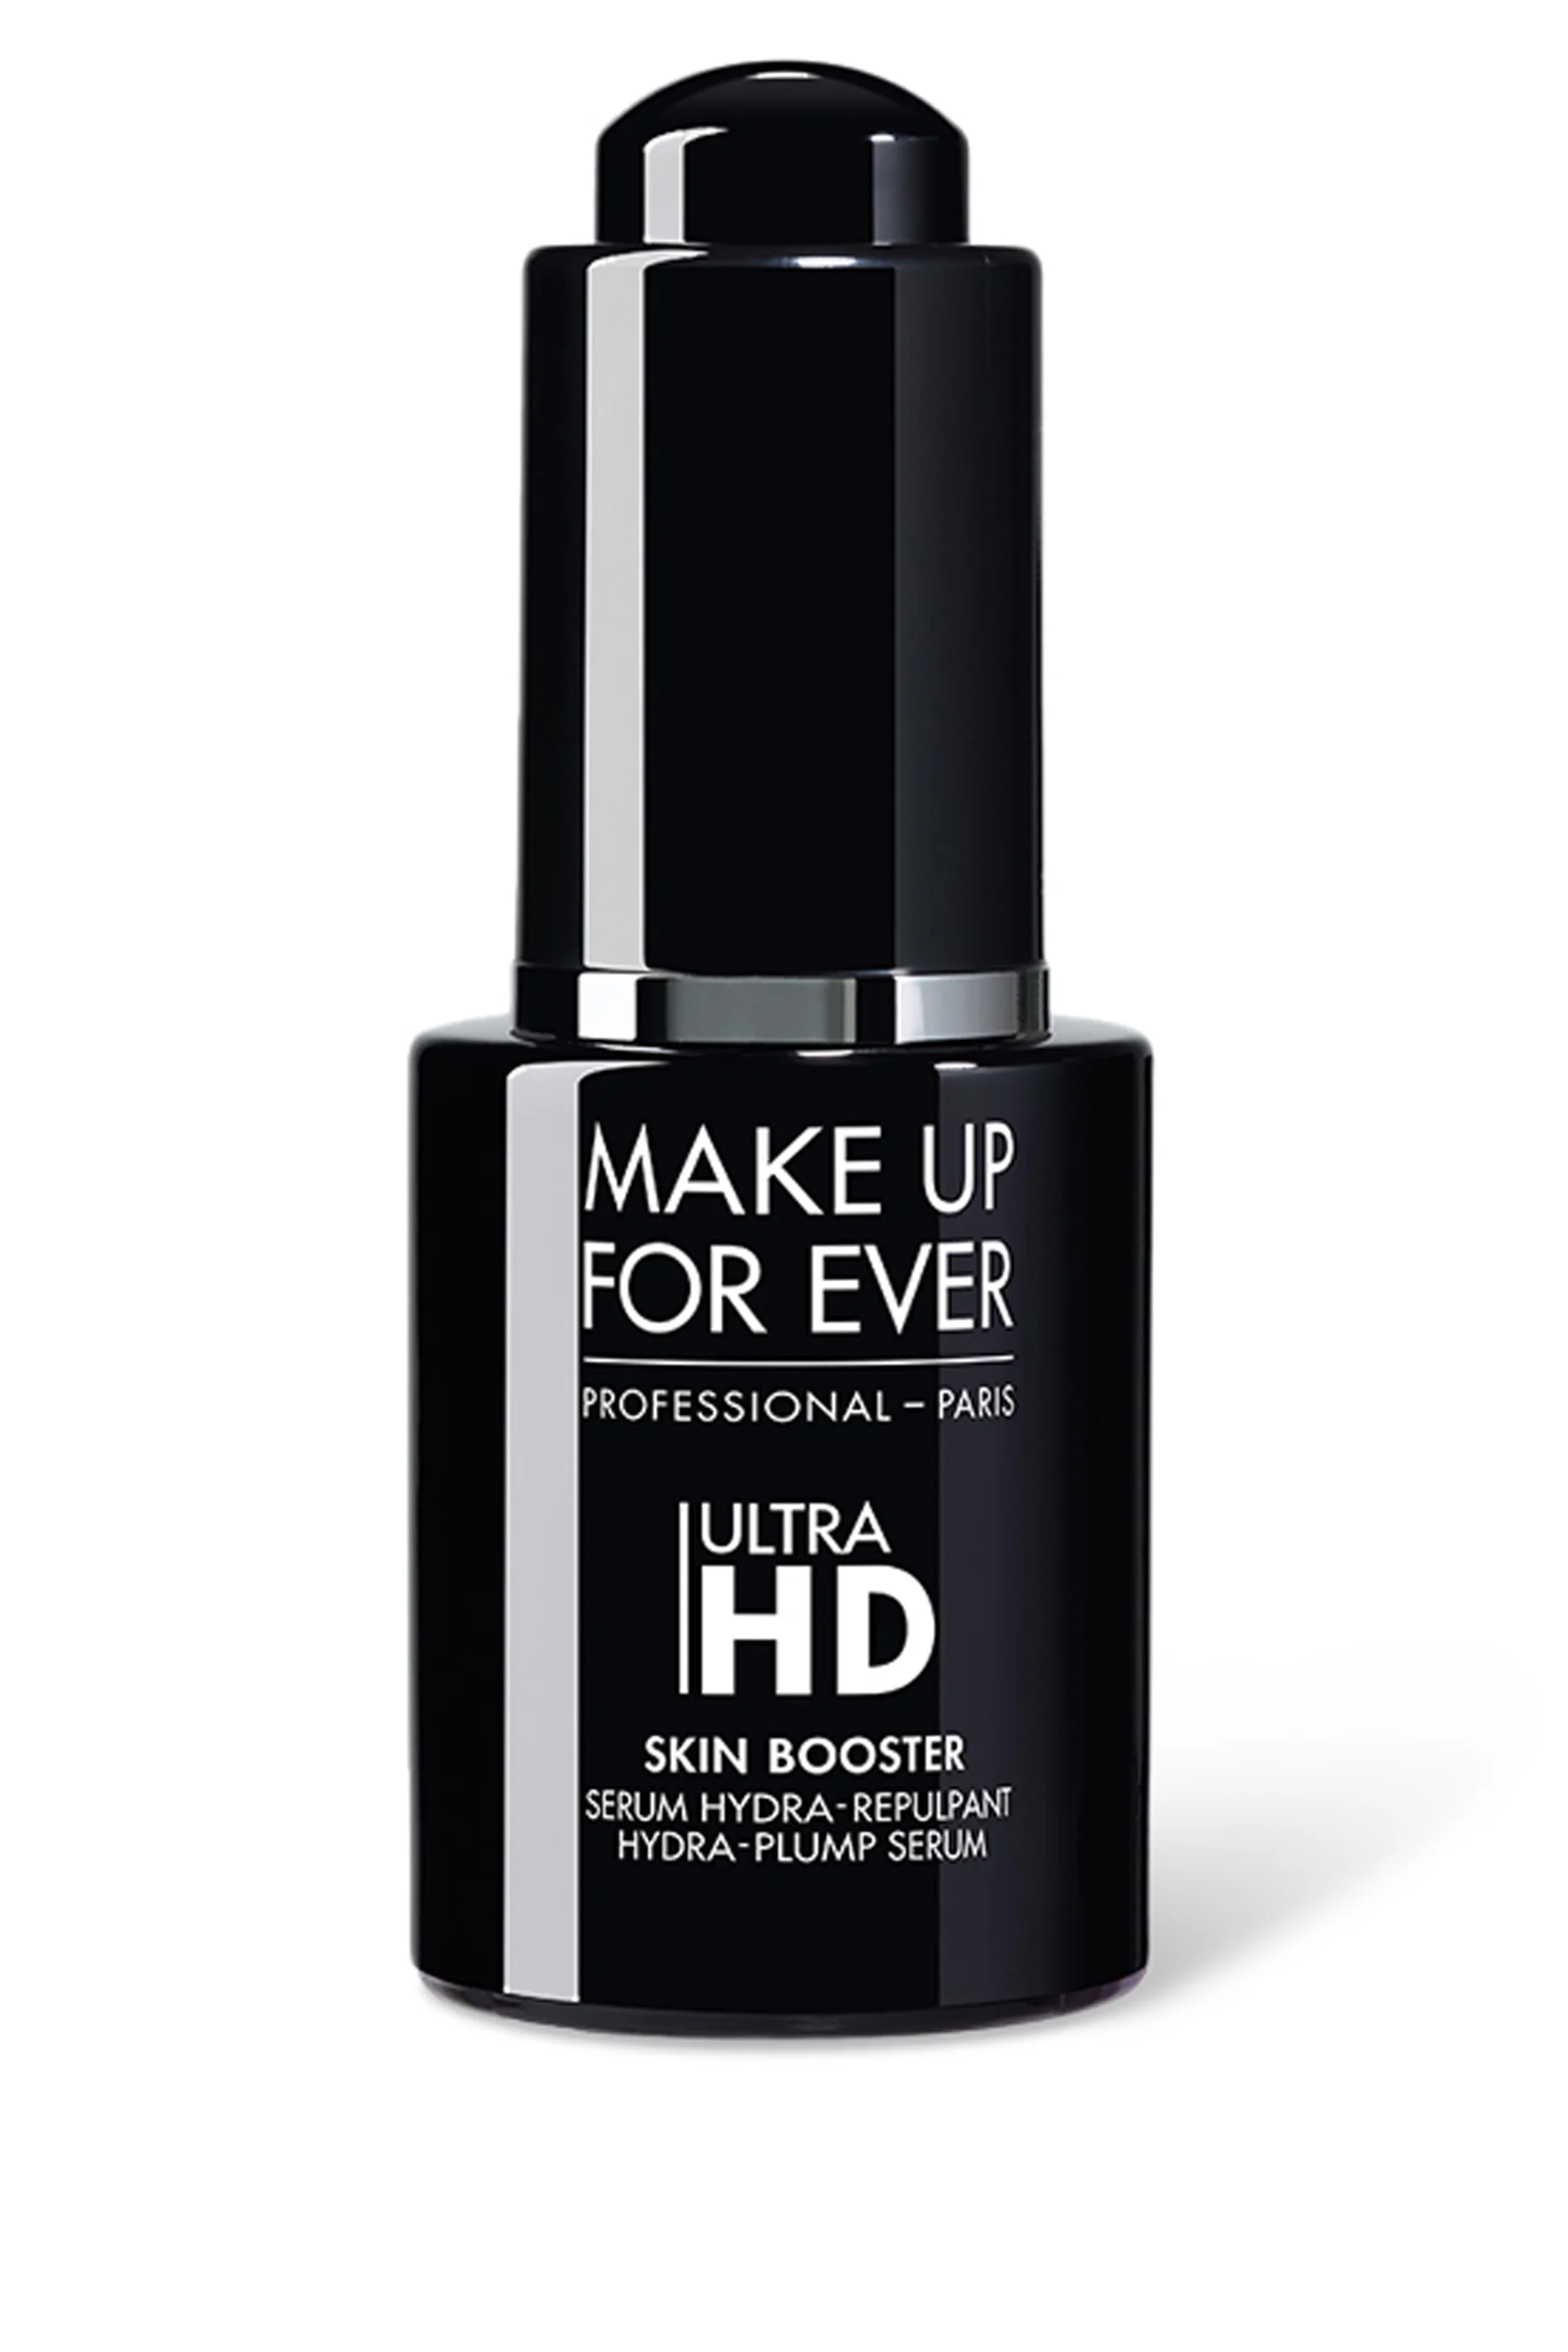 MAKE UP
FOR EVER
PROFESSIONAL – PARIS
ULTRA
HD
SKIN BOOSTER
SERUM HYDRA-REPULPANT
HYDRA-PLUMP SERUM